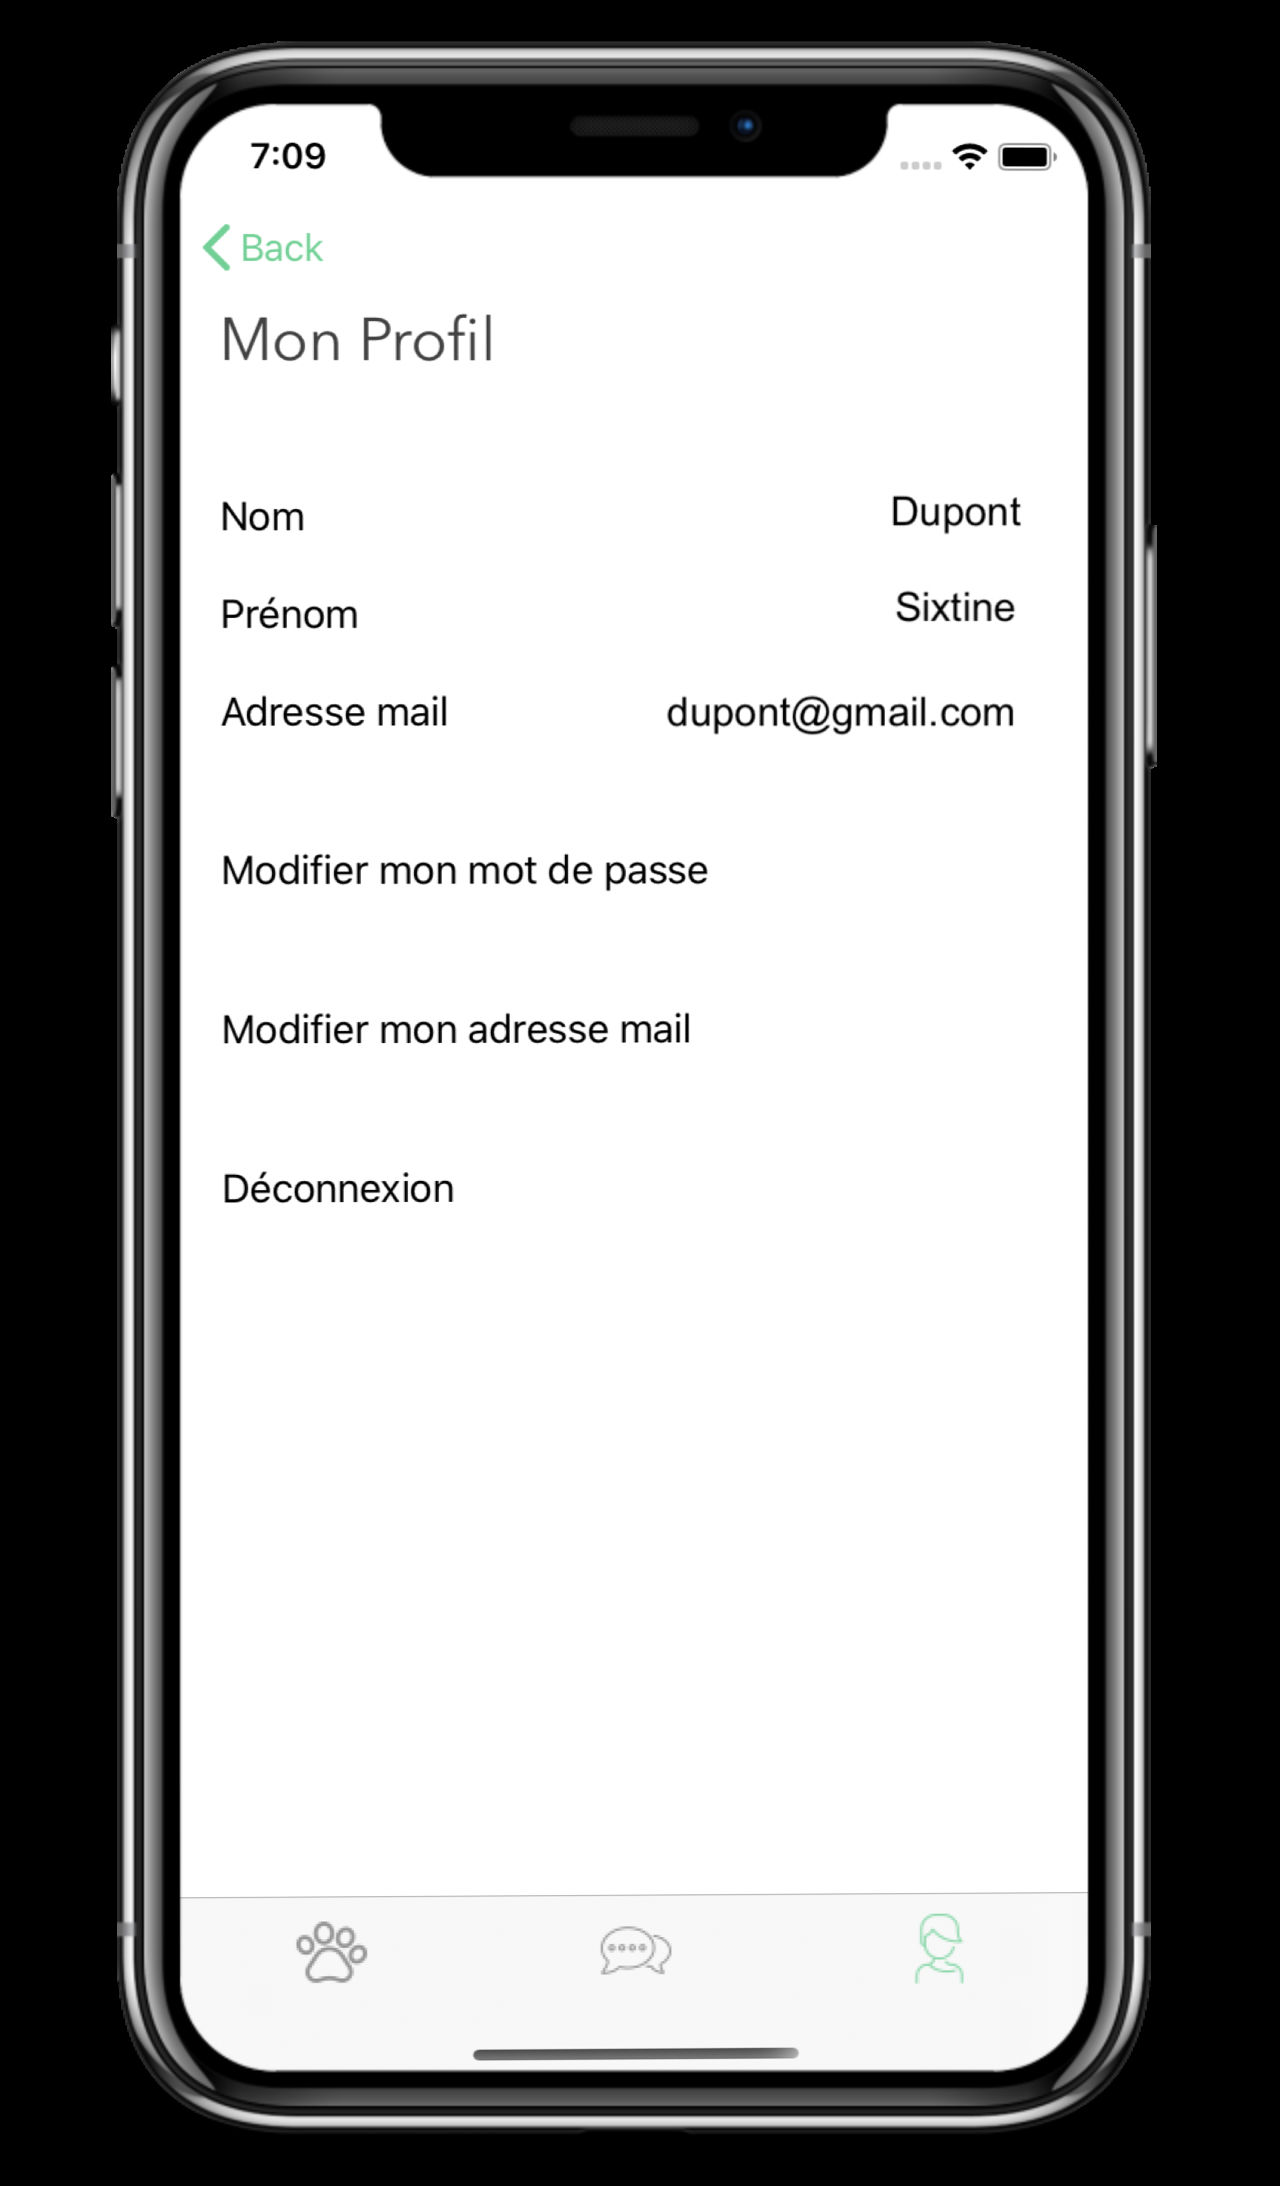 7:09
Back
Mon Profil
Nom Dupont
Prénom Sixtine
Adresse mail dupont@gmail.com
Modifier mon mot de passe
Modifier mon adresse mail
Déconnexion